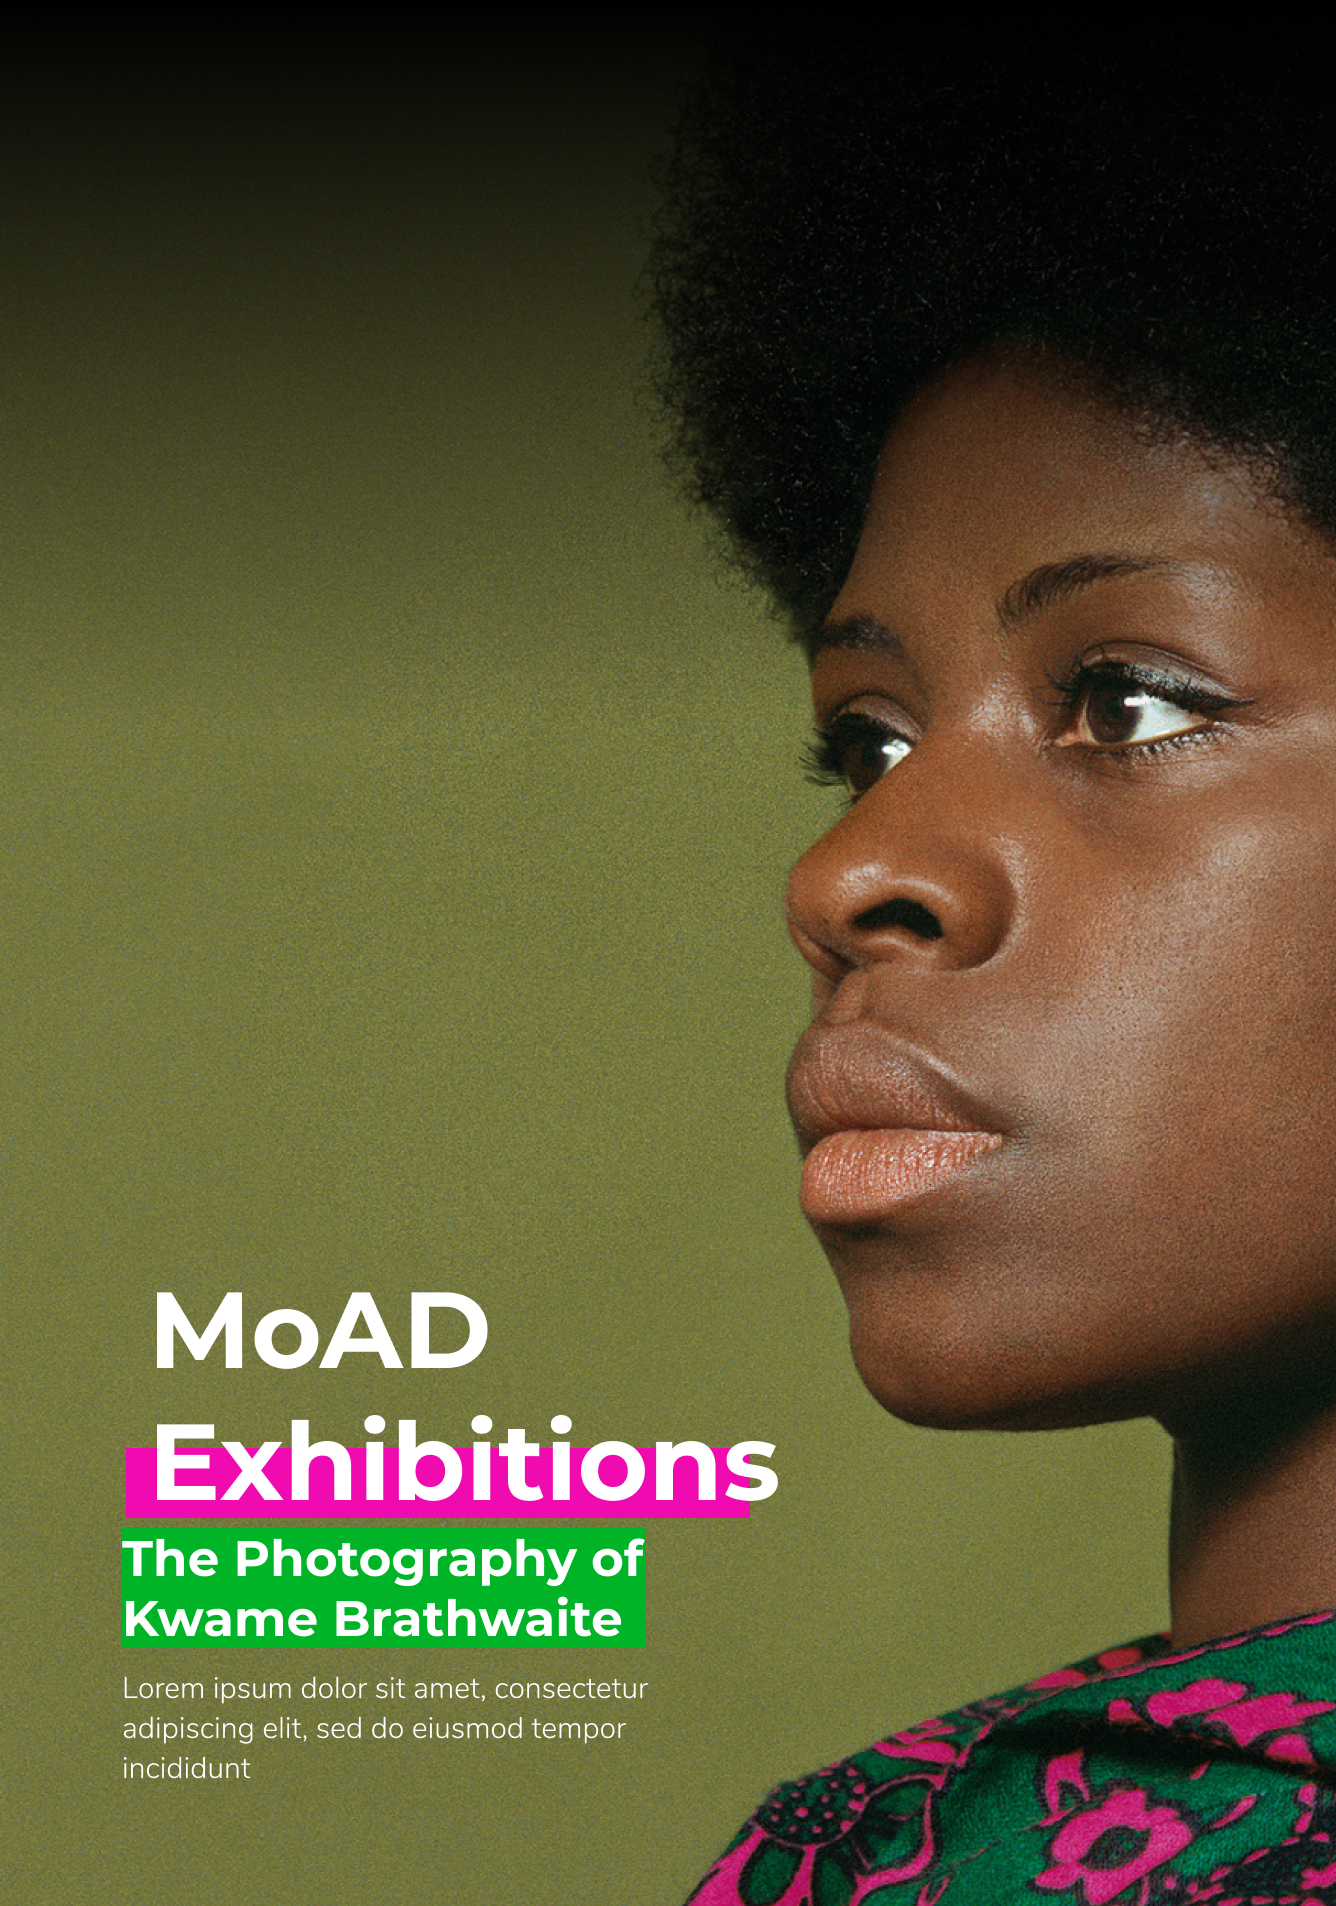 MoAD
Exhibitions
The Photography of
Kwame Brathwaite
Lorem ipsum dolor sit amet, consectetur
adipiscing elit, sed do eiusmod tempor
incididunt